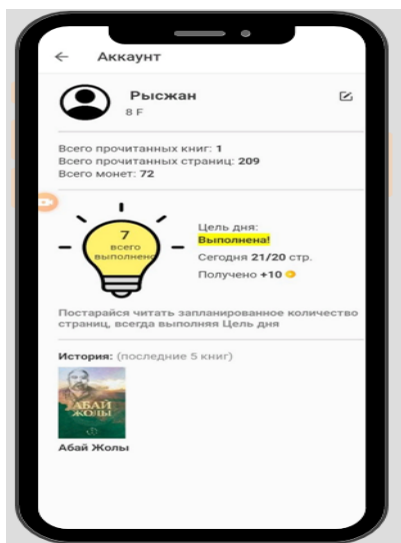 Аккаунт
Рысжан
8 F
Всего прочитанных книг: 1
Всего прочитанных страниц: 209
Всего монет: 72
7
всего
выполнено
Цель дня:
Выполнена!
Сегодня 21/20 стр.
Получено +10
Постарайся читать запланированное количество
страниц, всегда выполняя Цель дня
История: (последние 5 книг)
АБАЙ
ЖОЛЫ
Абай Жолы